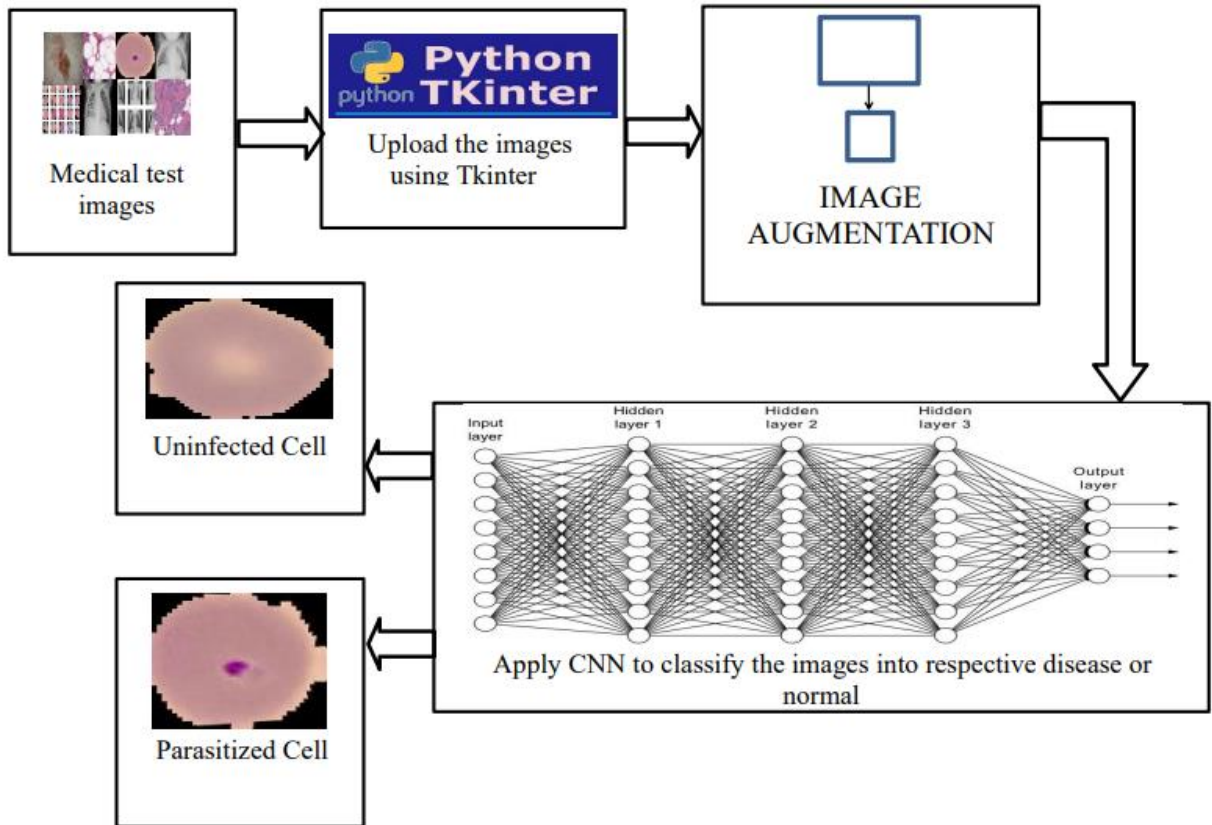 Medical test
images
python
Python
TKinter
Upload the images
using Tkinter
IMAGE
AUGMENTATION
Uninfected Cell
Parasitized Cell
Input
layer
Hidden
layer 1
Hidden
layer 2
Hidden
layer 3
Output
layer
Apply CNN to classify the images into respective disease or
normal